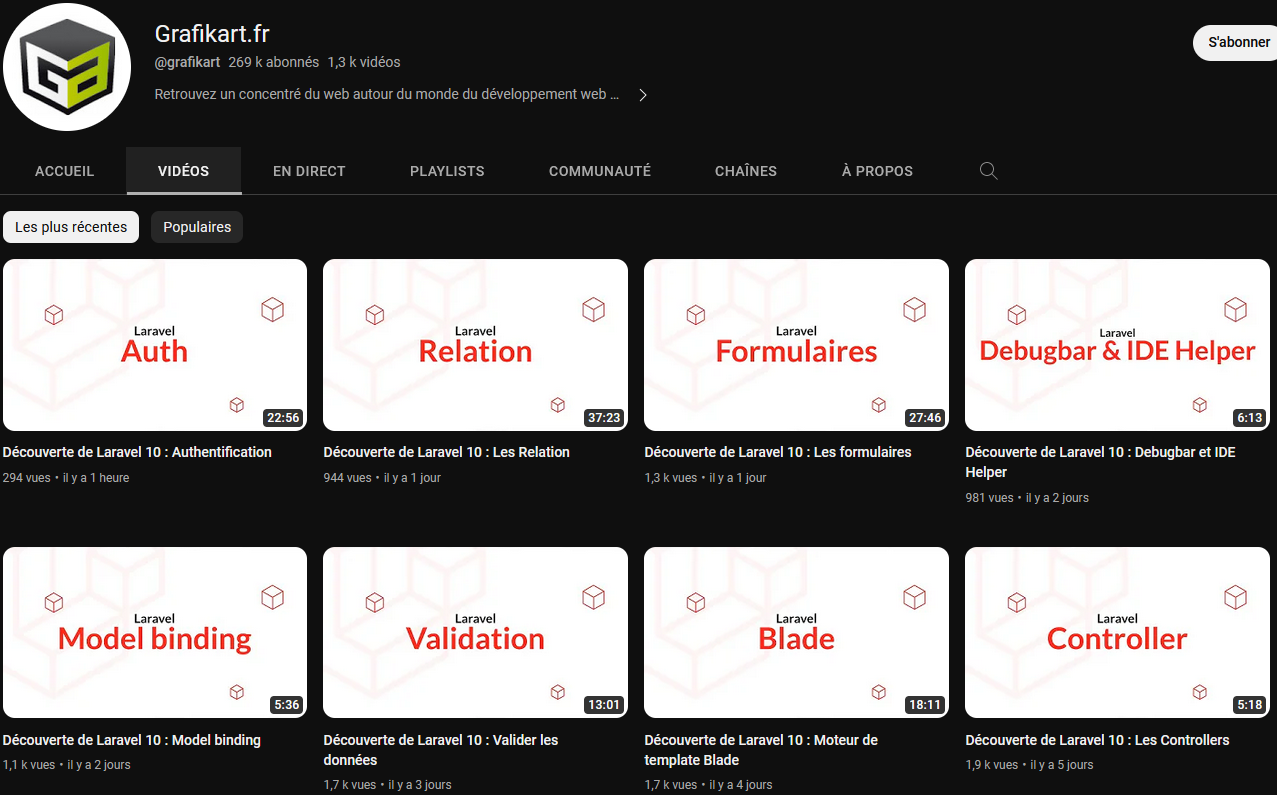 Grafikart.fr
S'abonner
@grafikart 269 k abonnés 1,3 k vidéos
Retrouvez un concentré du web autour du monde du développement web ...
ACCUEIL VIDÉOS EN DIRECT PLAYLISTS COMMUNAUTÉ CHAÎNES À PROPOS
Les plus récentes Populaires
Laravel
Auth
22:56
Découverte de Laravel 10 : Authentification
294 vues • il y a 1 heure
Laravel
Relation
37:23
Découverte de Laravel 10 : Les Relation
944 vues • il y a 1 jour
Laravel
Formulaires
27:46
Découverte de Laravel 10 : Les formulaires
1,3 k vues • il y a 1 jour
Laravel
Debugbar & IDE Helper
6:13
Découverte de Laravel 10 : Debugbar et IDE
Helper
981 vues • il y a 2 jours
Laravel
Model binding
5:36
Découverte de Laravel 10 : Model binding
1,1 k vues • il y a 2 jours
Laravel
Validation
13:01
Découverte de Laravel 10 : Valider les
données
1,7 k vues • il y a 3 jours
Laravel
Blade
18:11
Découverte de Laravel 10 : Moteur de
template Blade
1,7 k vues • il y a 4 jours
Laravel
Controller
5:18
Découverte de Laravel 10 : Les Controllers
1,9 k vues • il y a 5 jours